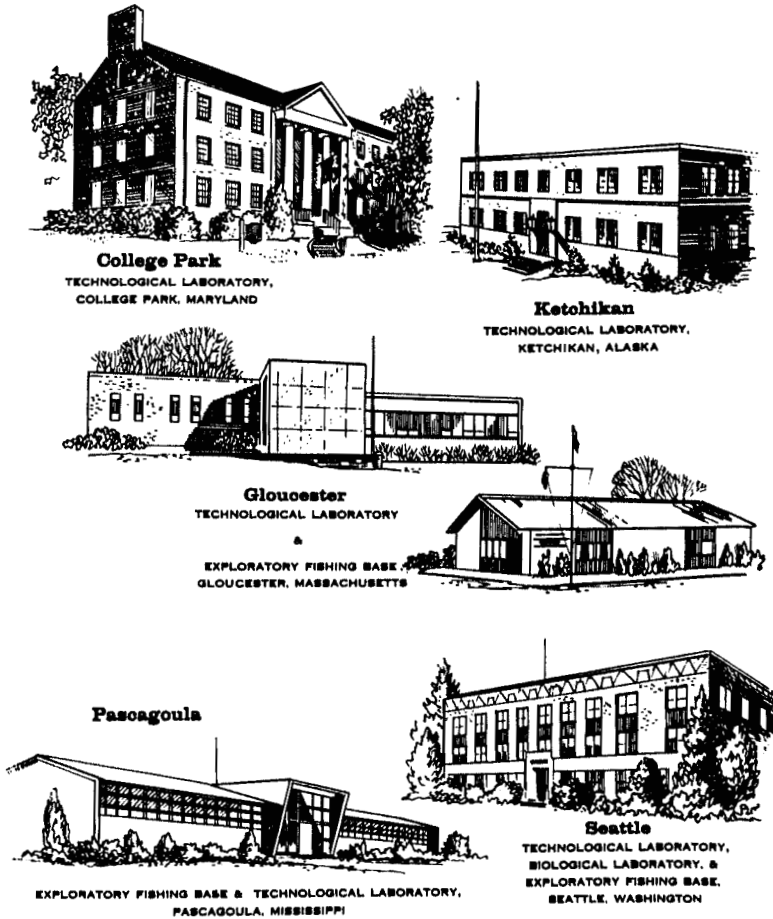 College Park
TECHNOLOGICAL LABORATORY,
COLLEGE PARK, MARYLAND
Ketchikan
TECHNOLOGICAL LABORATORY,
KETCHIKAN, ALASKA
Gloucester
TECHNOLOGICAL LABORATORY
&
EXPLORATORY FISHING BASE,
GLOUCESTER, MASSACHUSETTS
Pascagoula
EXPLORATORY FISHING BASE & TECHNOLOGICAL LABORATORY,
PASCAGOULA, MISSISSIPPI
Seattle
TECHNOLOGICAL LABORATORY,
BIOLOGICAL LABORATORY, &
EXPLORATORY FISHING BASE,
SEATTLE, WASHINGTON